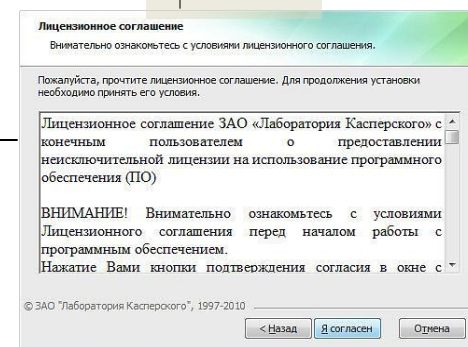 Лицензионное соглашение
Внимательно ознакомьтесь с условиями лицензионного соглашения.
Пожалуйста, прочтите лицензионное соглашение. Для продолжения установки
необходимо принять его условия.
Лицензионное соглашение ЗАО «Лаборатория Касперского» с
конечным пользователем о предоставлении
неисключительной лицензии на использование программного
обеспечения (ПО)
ВНИМАНИЕ! Внимательно ознакомьтесь с условиями
Лицензионного соглашения перед началом работы с
программным обеспечением.
Нажатие Вами кнопки подтверждения согласия в окне с
© ЗАО "Лаборатория Касперского", 1997-2010
< Назад Я согласен Отмена